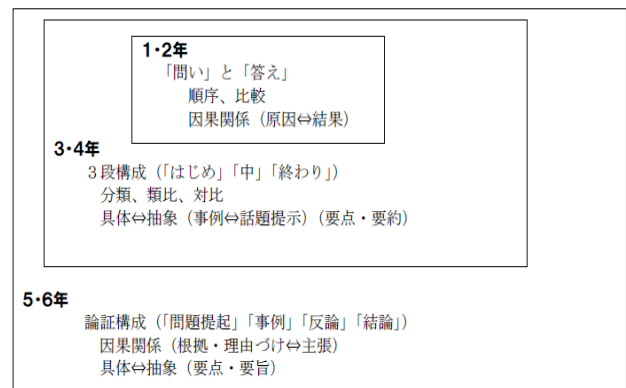 1・2年
「問い」と「答え」
順序、比較
因果関係（原因⇔結果）
3・4年
３段構成（「はじめ」「中」「終わり」）
分類、類比、対比
具体⇔抽象（事例⇔話題提示）（要点・要約）
5・6年
論証構成（「問題提起」「事例」「反論」「結論」）
因果関係（根拠・理由づけ⇔主張）
具体⇔抽象（要点・要旨）